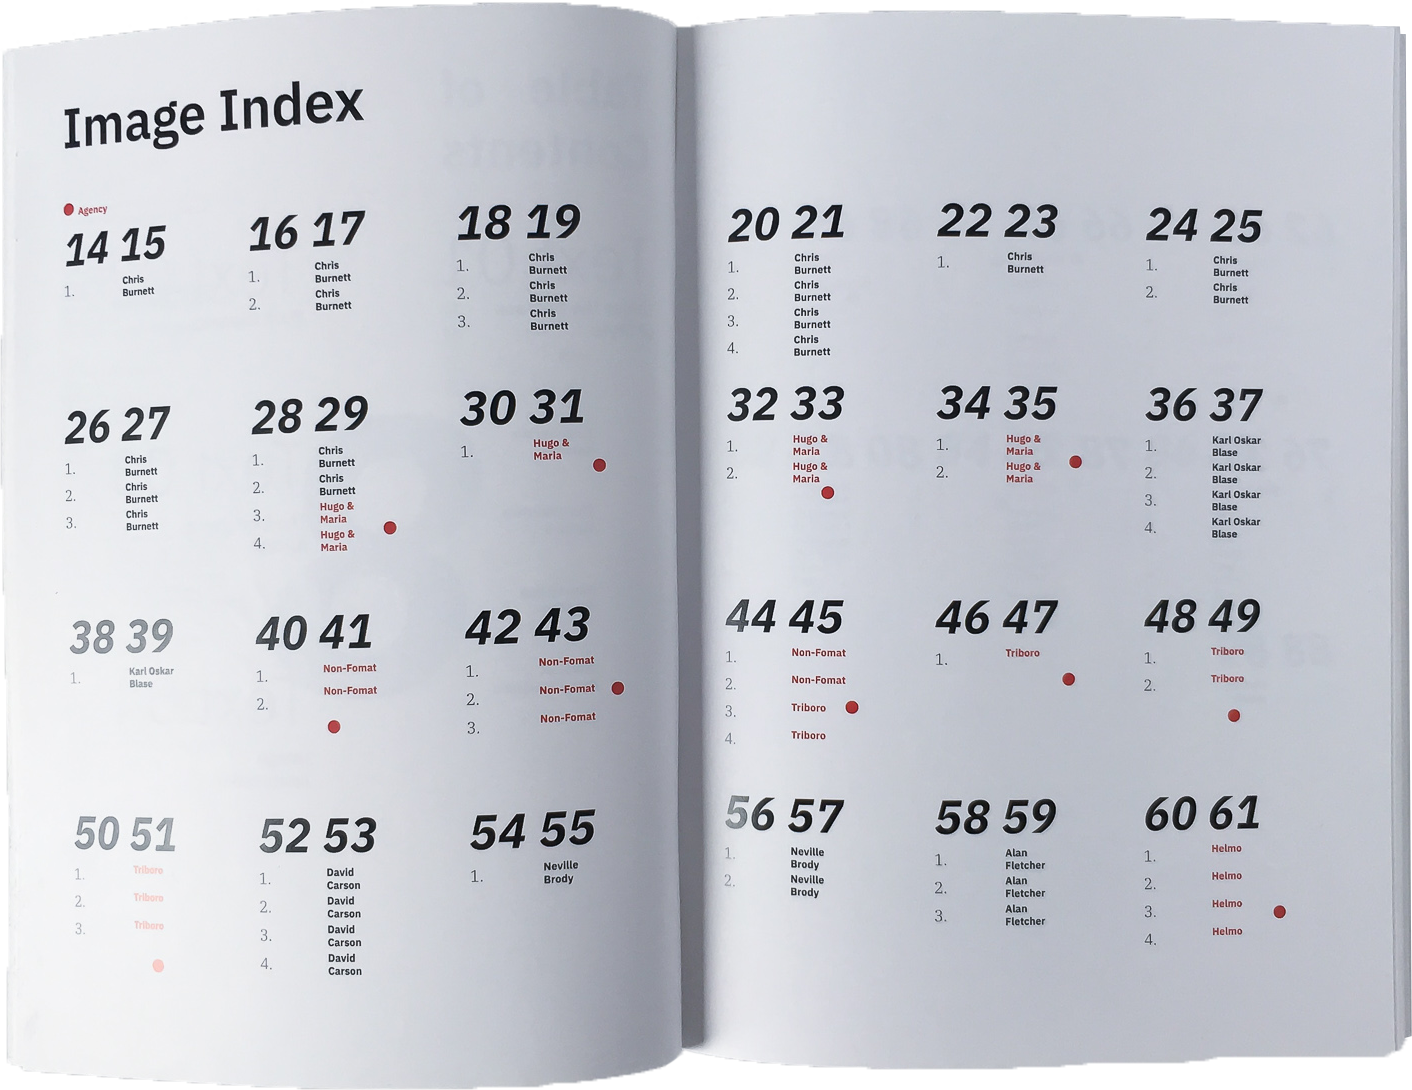 Image Index
Agency
14 15
1. Chris
Burnett
16 17
1. Chris
Burnett
2. Chris
Burnett
18 19
1. Chris
Burnett
2. Chris
Burnett
3. Chris
Burnett
26 27
1. Chris
Burnett
2. Chris
Burnett
3. Chris
Burnett
28 29
1. Chris
Burnett
2. Chris
Burnett
3. Hugo &
Maria
4. Hugo &
Maria
30 31
1. Hugo &
Maria
38 39
1. Karl Oskar
Blase
40 41
1. Non-Fomat
2. Non-Fomat
42 43
1. Non-Fomat
2. Non-Fomat
3. Non-Fomat
50 51
1. Triboro
2. Triboro
3. Triboro
52 53
1. David
Carson
2. David
Carson
3. David
Carson
4. David
Carson
54 55
1. Neville
Brody
20 21
1. Chris
Burnett
2. Chris
Burnett
3. Chris
Burnett
4. Chris
Burnett
22 23
1. Chris
Burnett
24 25
1. Chris
Burnett
2. Chris
Burnett
32 33
1. Hugo &
Maria
2. Hugo &
Maria
34 35
1. Hugo &
Maria
2. Hugo &
Maria
36 37
1. Karl Oskar
Blase
2. Karl Oskar
Blase
3. Karl Oskar
Blase
4. Karl Oskar
Blase
44 45
1. Non-Fomat
2. Non-Fomat
3. Triboro
4. Triboro
46 47
1. Triboro
48 49
1. Triboro
2. Triboro
56 57
1. Neville
Brody
2. Neville
Brody
58 59
1. Alan
Fletcher
2. Alan
Fletcher
3. Alan
Fletcher
60 61
1. Helmo
2. Helmo
3. Helmo
4. Helmo